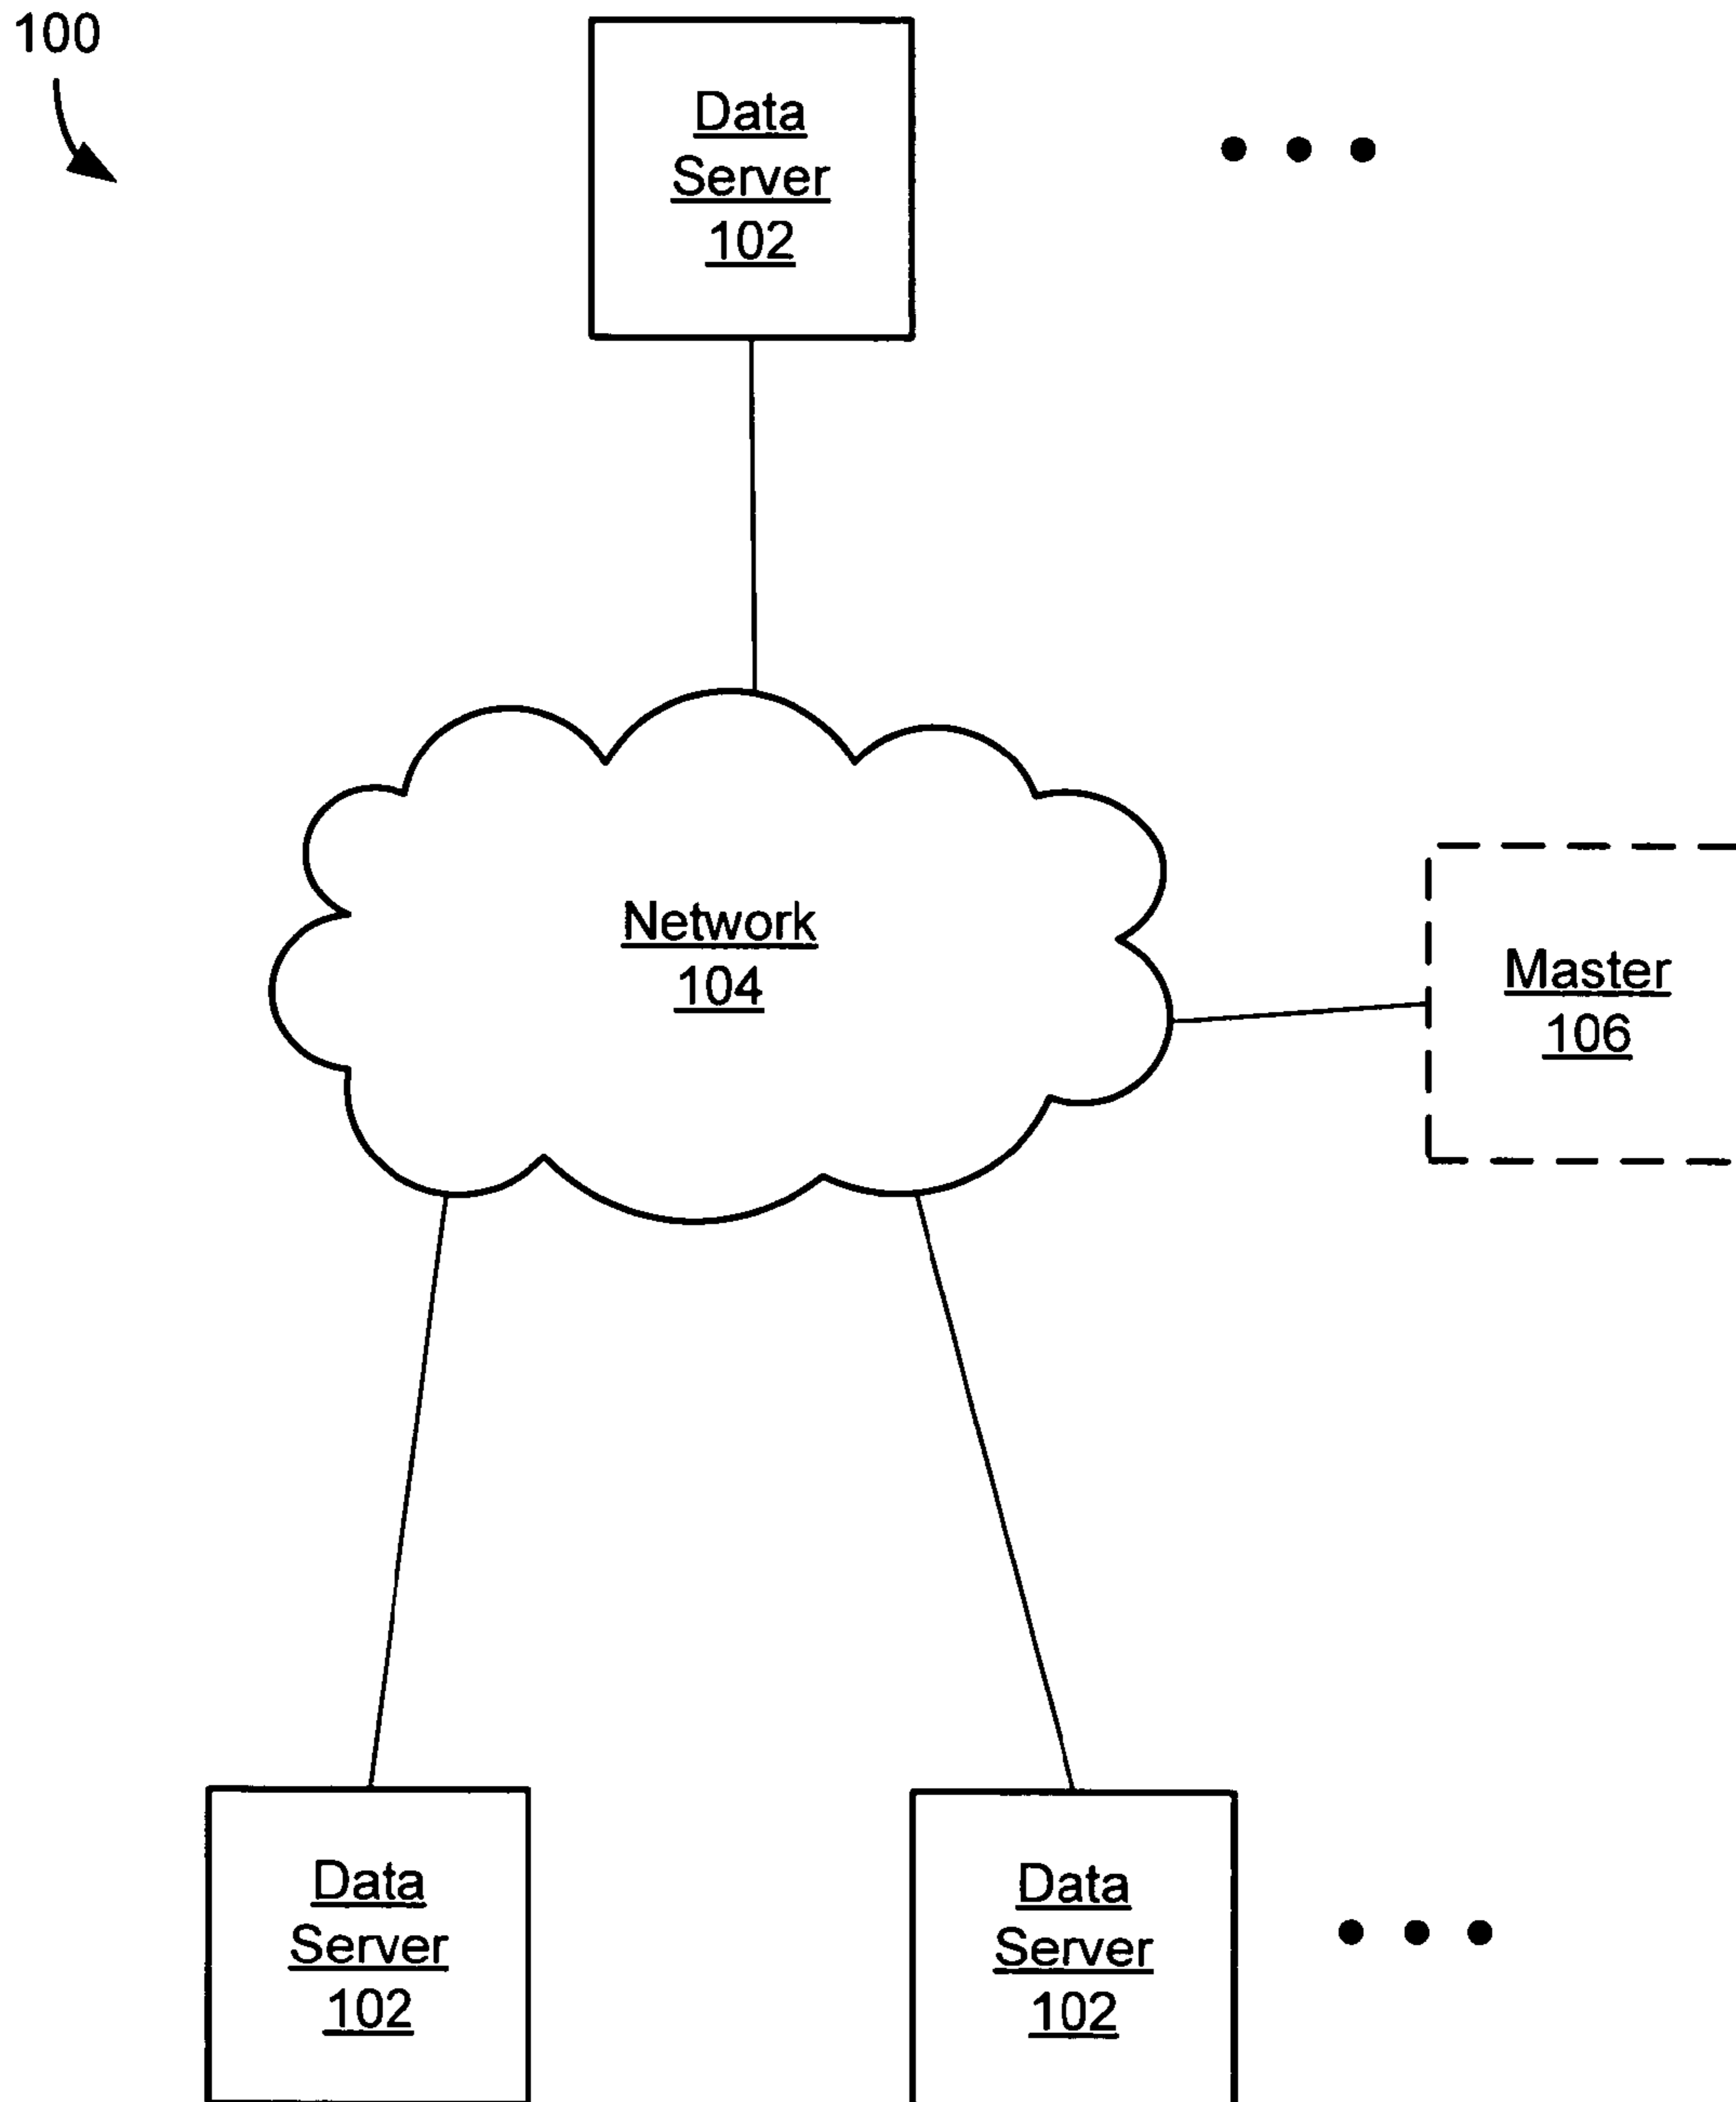 100
Data
Server
102
Network
104
Master
106
Data
Server
102
Data
Server
102